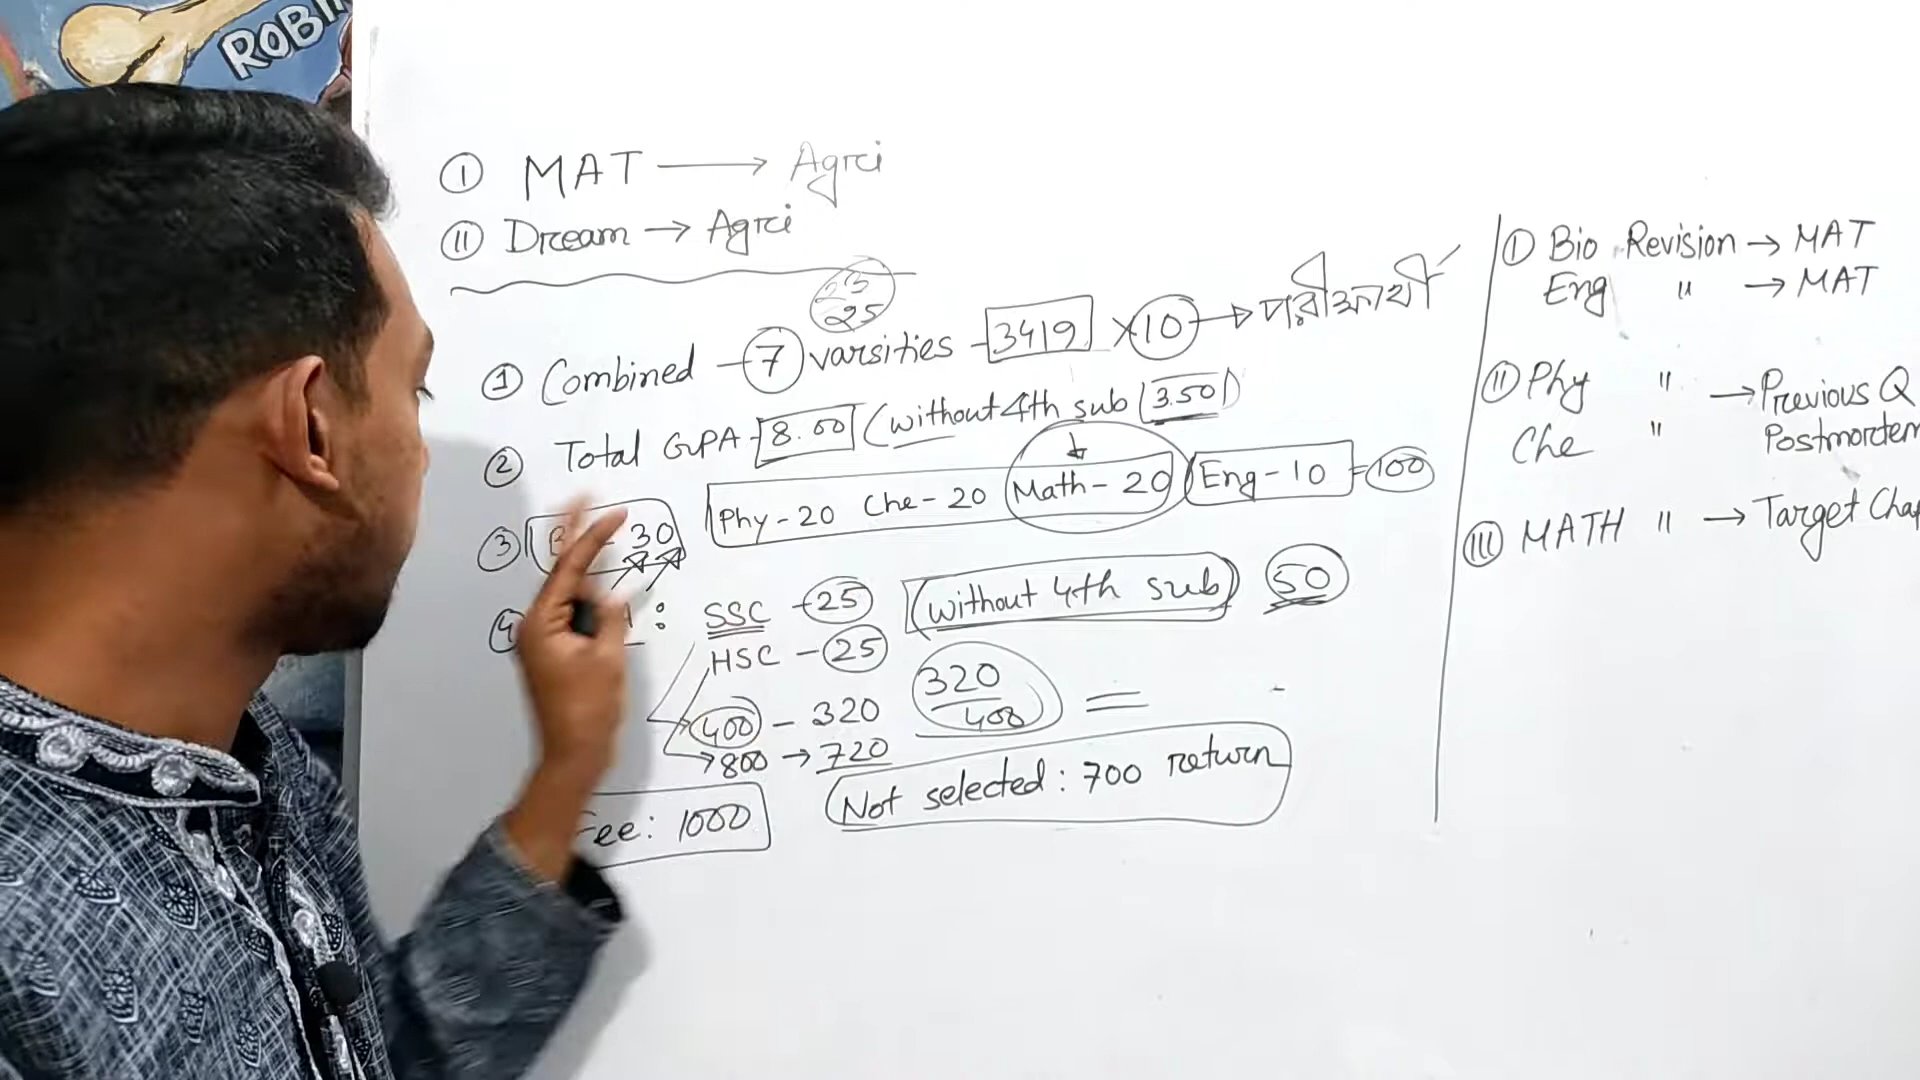 ROBI
① MAT → Agri
② Dream → Agri
23
25
① Combined - 7 varsities - 3419 × 10 → পরীক্ষার্থী
② Total GPA - 8.00 (without 4th sub (3.50)
③ B - 30 Phy - 20 Che - 20 Math - 20 Eng - 10 = 100
④ : SSC - 25 (without 4th sub) 50
HSC - 25
400 - 320 320/400 =
800 → 720
Fee: 1000 Not selected: 700 return
① Bio Revision → MAT
Eng " → MAT
② Phy " → Previous Q
Che " Postmortem
③ MATH " → Target Chap